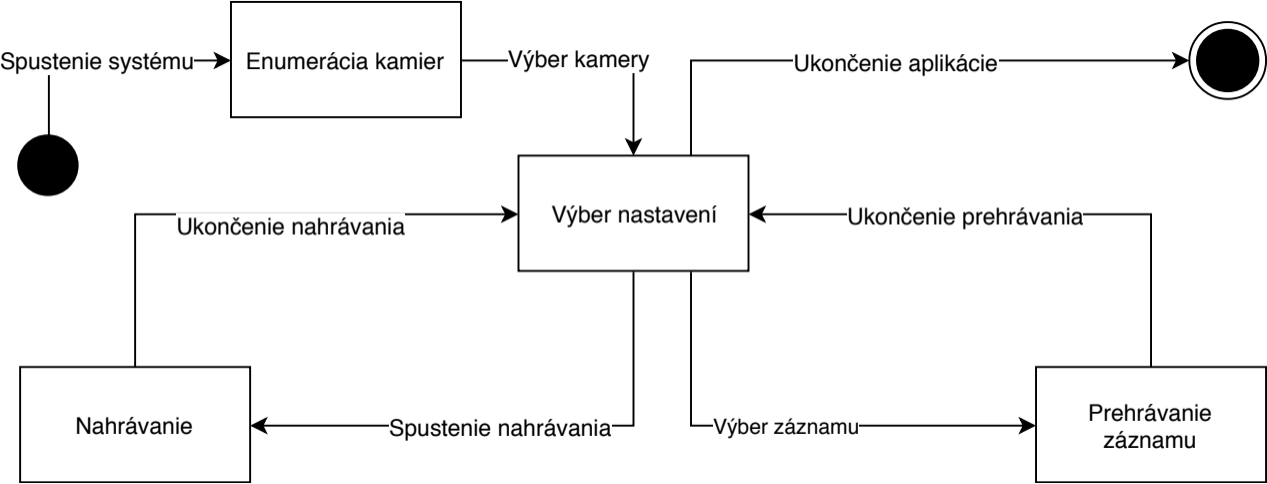 Spustenie systému
Enumerácia kamier
Výber kamery
Ukončenie aplikácie
Výber nastavení
Ukončenie nahrávania
Ukončenie prehrávania
Nahrávanie
Spustenie nahrávania
Výber záznamu
Prehrávanie
záznamu